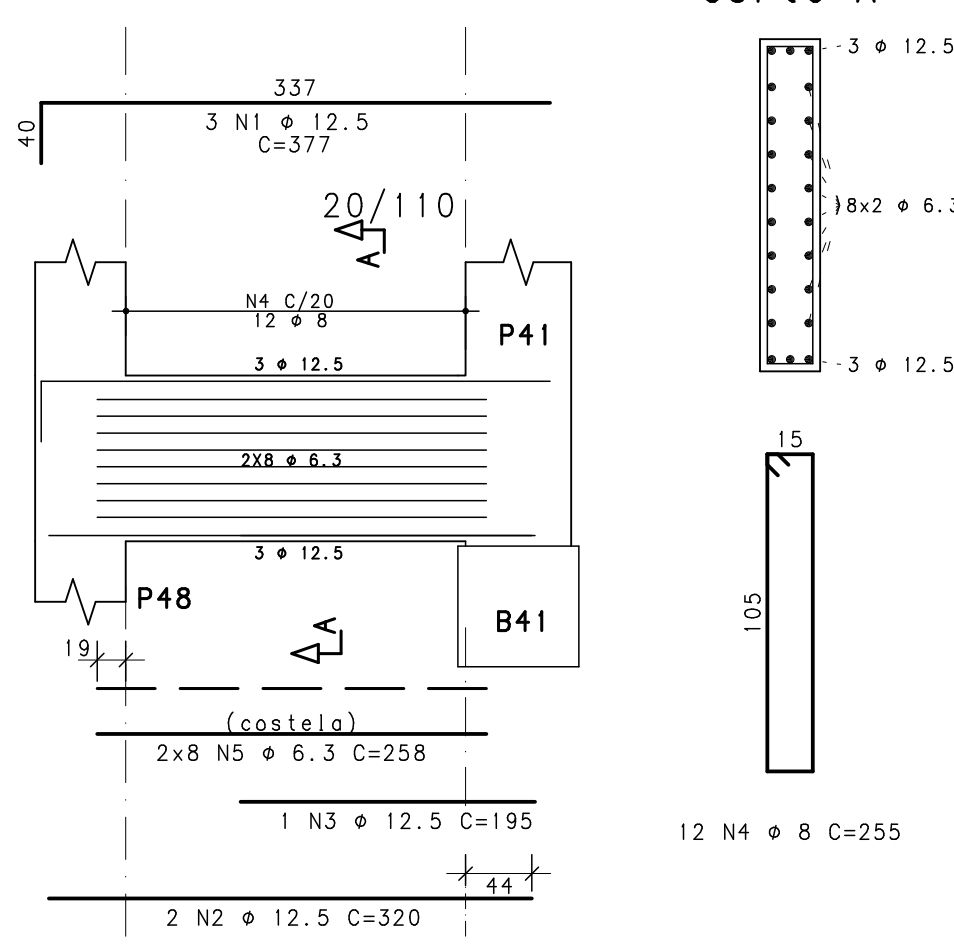 337
40
3 N1 ϕ 12.5
C=377
20/110
A
N4 C/20
12 ϕ 8
P41
3 ϕ 12.5
2X8 ϕ 6.3
3 ϕ 12.5
P48
B41
A
19
(costela)
2x8 N5 ϕ 6.3 C=258
1 N3 ϕ 12.5 C=195
44
2 N2 ϕ 12.5 C=320
3 ϕ 12.5
8x2 ϕ 6.3
3 ϕ 12.5
15
105
12 N4 ϕ 8 C=255